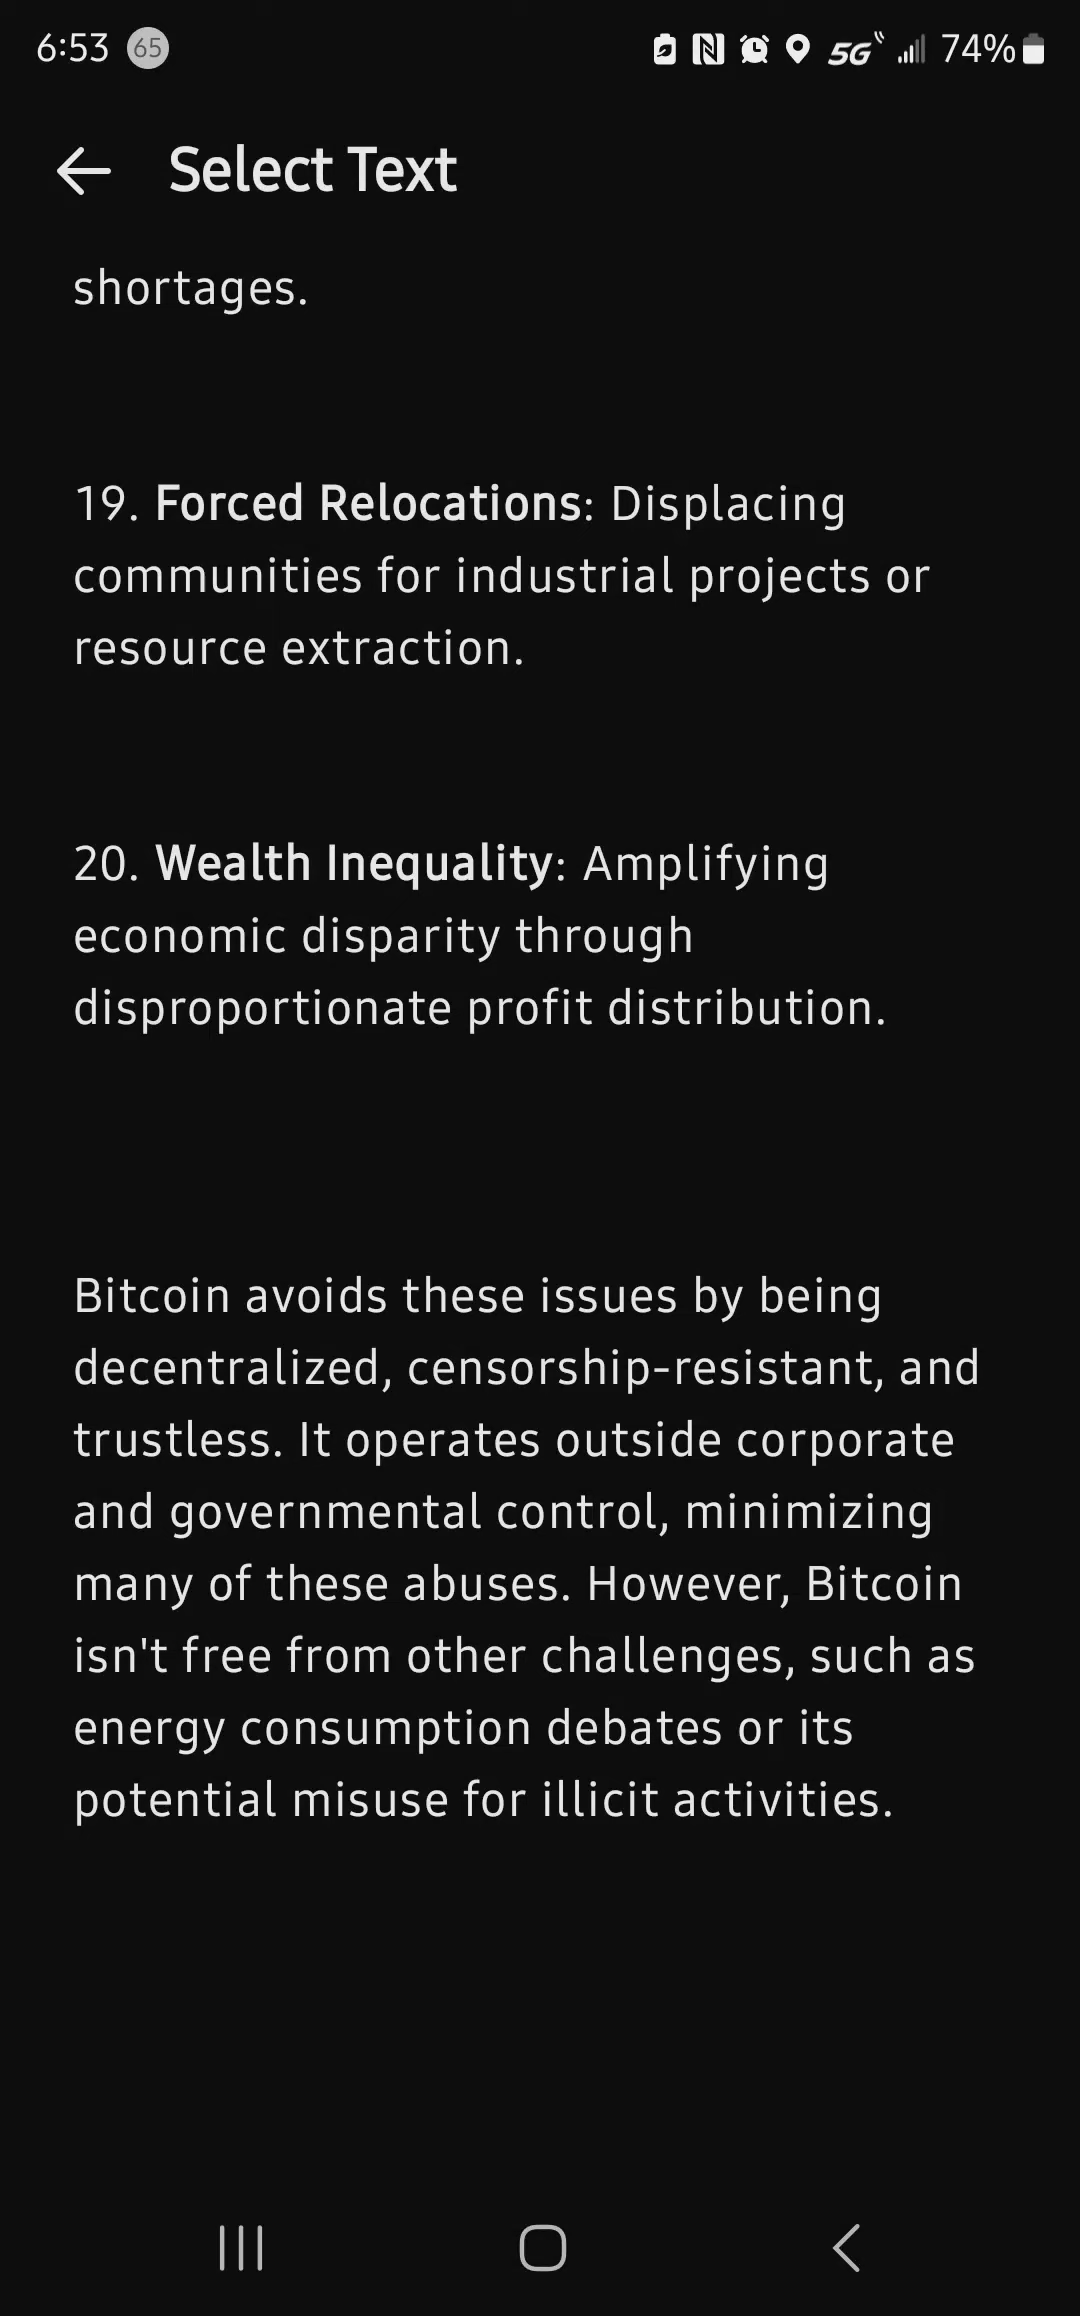 6:53 65 5G 74%
Select Text
shortages.
19. Forced Relocations: Displacing
communities for industrial projects or
resource extraction.
20. Wealth Inequality: Amplifying
economic disparity through
disproportionate profit distribution.
Bitcoin avoids these issues by being
decentralized, censorship-resistant, and
trustless. It operates outside corporate
and governmental control, minimizing
many of these abuses. However, Bitcoin
isn't free from other challenges, such as
energy consumption debates or its
potential misuse for illicit activities.